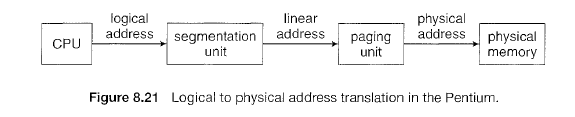 CPU
logical
address
segmentation
unit
linear
address
paging
unit
physical
address
physical
memory
Figure 8.21 Logical to physical address translation in the Pentium.